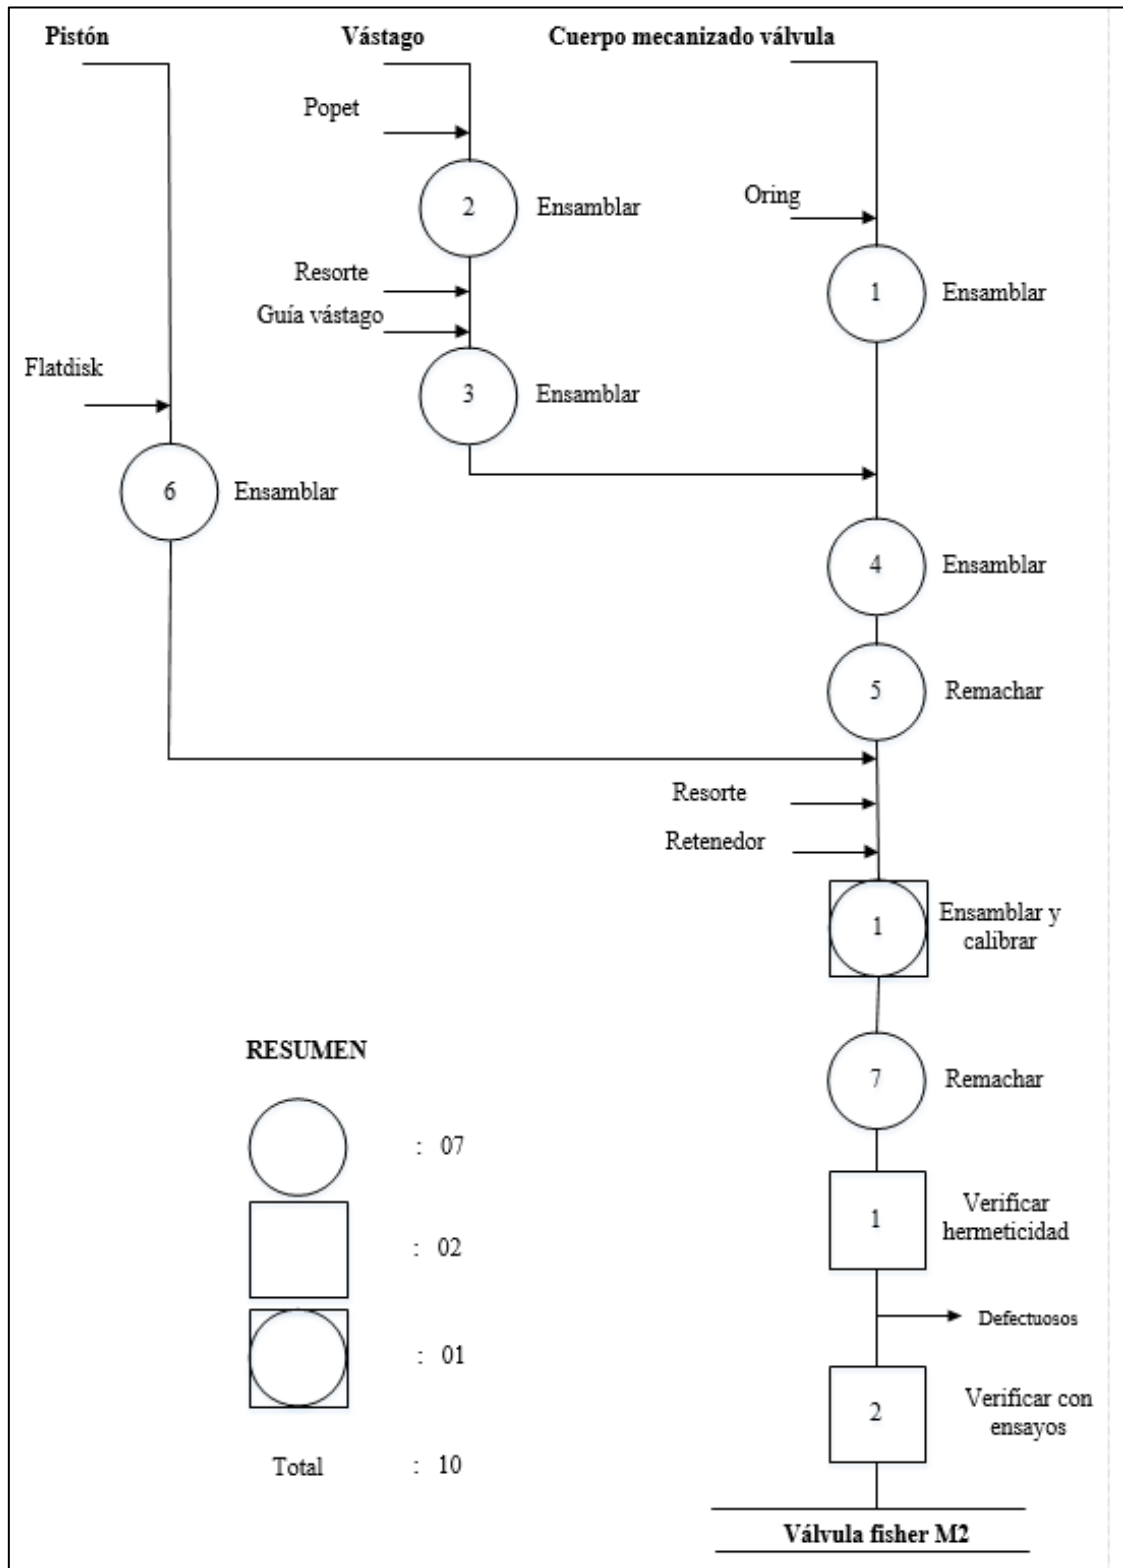 Pistón
Vástago
Cuerpo mecanizado válvula
Popet
Oring
2
Ensamblar
Resorte
1
Ensamblar
Guía vástago
Flatdisk
3
Ensamblar
6
Ensamblar
4
Ensamblar
5
Remachar
Resorte
Retenedor
1
Ensamblar y
calibrar
RESUMEN
7
Remachar
: 07
1
Verificar
hermeticidad
: 02
Defectuosos
: 01
2
Verificar con
ensayos
Total : 10
Válvula fisher M2